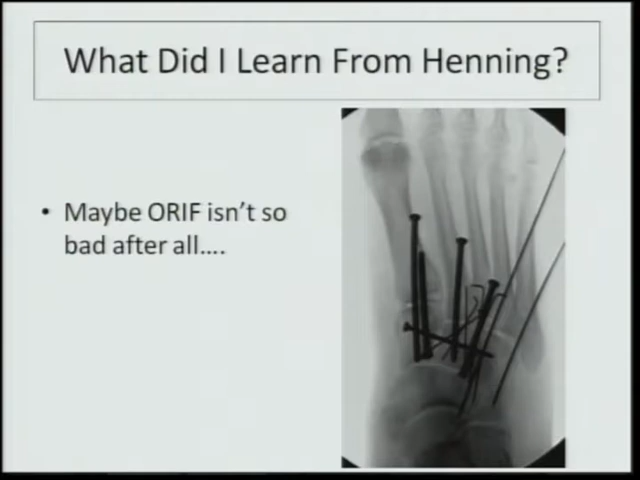 What Did I Learn From Henning?
• Maybe ORIF isn't so
bad after all....